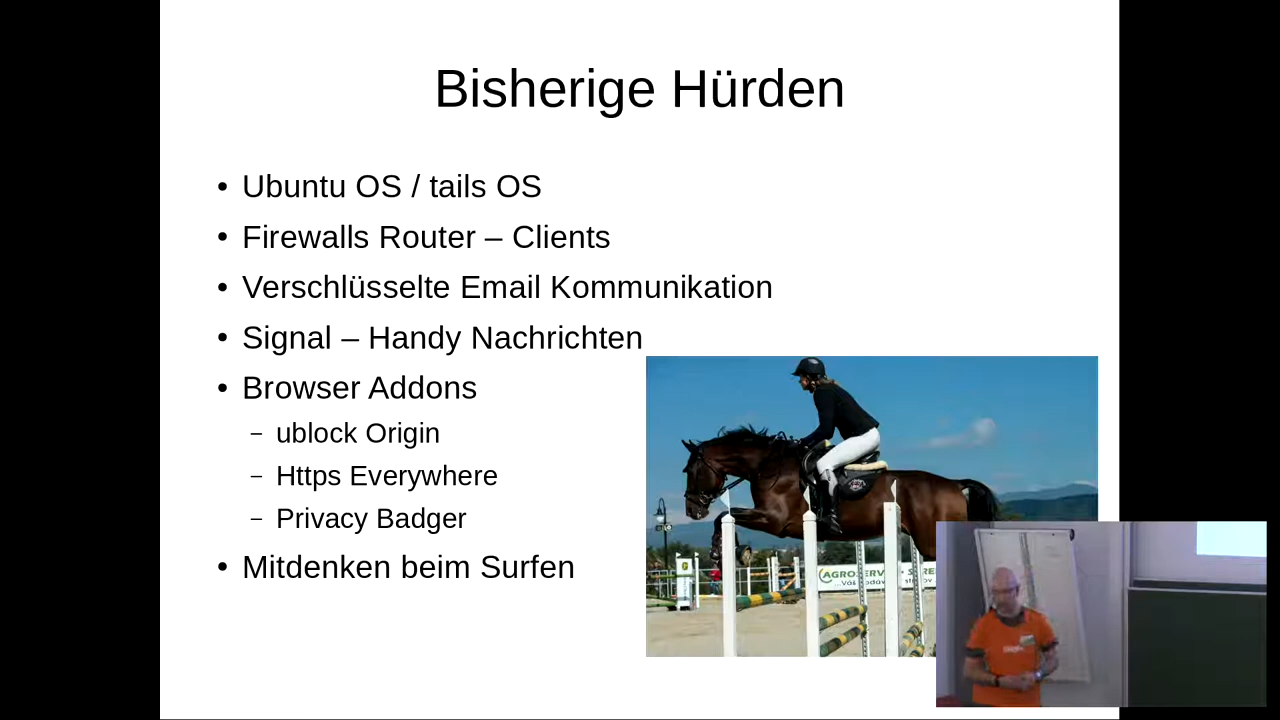 Bisherige Hürden
• Ubuntu OS / tails OS
• Firewalls Router – Clients
• Verschlüsselte Email Kommunikation
• Signal – Handy Nachrichten
• Browser Addons
– ublock Origin
– Https Everywhere
– Privacy Badger
• Mitdenken beim Surfen